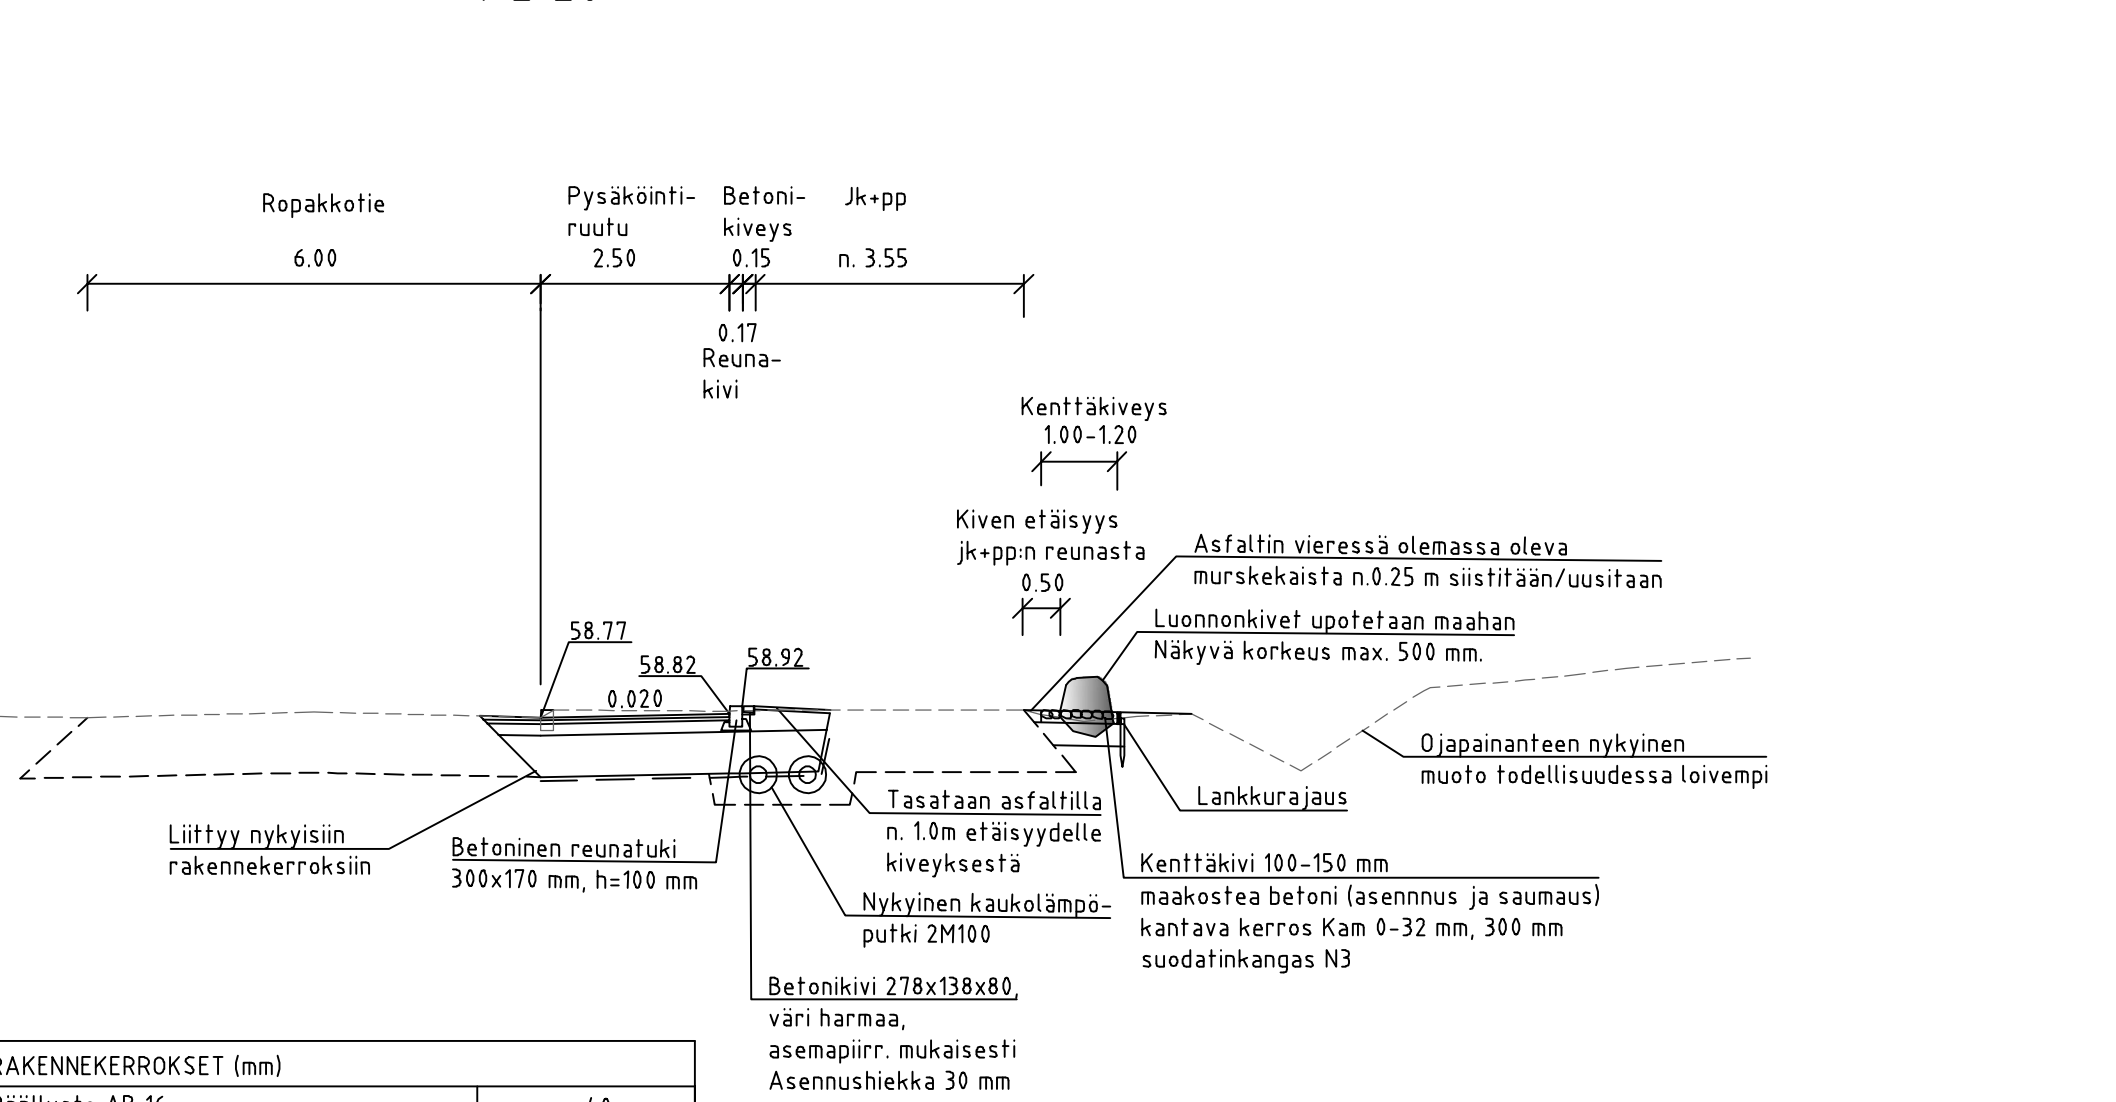 Ropakkotie
6.00
Pysäköinti-
ruutu
2.50
Betoni-
kiveys
0.15
Jk+pp
n. 3.55
0.17
Reuna-
kivi
Kenttäkiveys
1.00-1.20
Kiven etäisyys
jk+pp:n reunasta
0.50
Asfaltin vieressä olemassa oleva
murskekaista n.0.25 m siistitään/uusitaan
Luonnonkivet upotetaan maahan
Näkyvä korkeus max. 500 mm.
58.77
58.82
58.92
0.020
Ojapainanteen nykyinen
muoto todellisuudessa loivempi
Lankkurajaus
Tasataan asfaltilla
n. 1.0m etäisyydelle
kiveyksestä
Liittyy nykyisiin
rakennekerroksiin
Betoninen reunatuki
300x170 mm, h=100 mm
Kenttäkivi 100-150 mm
maakostea betoni (asennnus ja saumaus)
kantava kerros Kam 0-32 mm, 300 mm
suodatinkangas N3
Nykyinen kaukolämpö-
putki 2M100
Betonikivi 278x138x80,
väri harmaa,
asemapiirr. mukaisesti
Asennushiekka 30 mm
RAKENNEKERROKSET (mm)